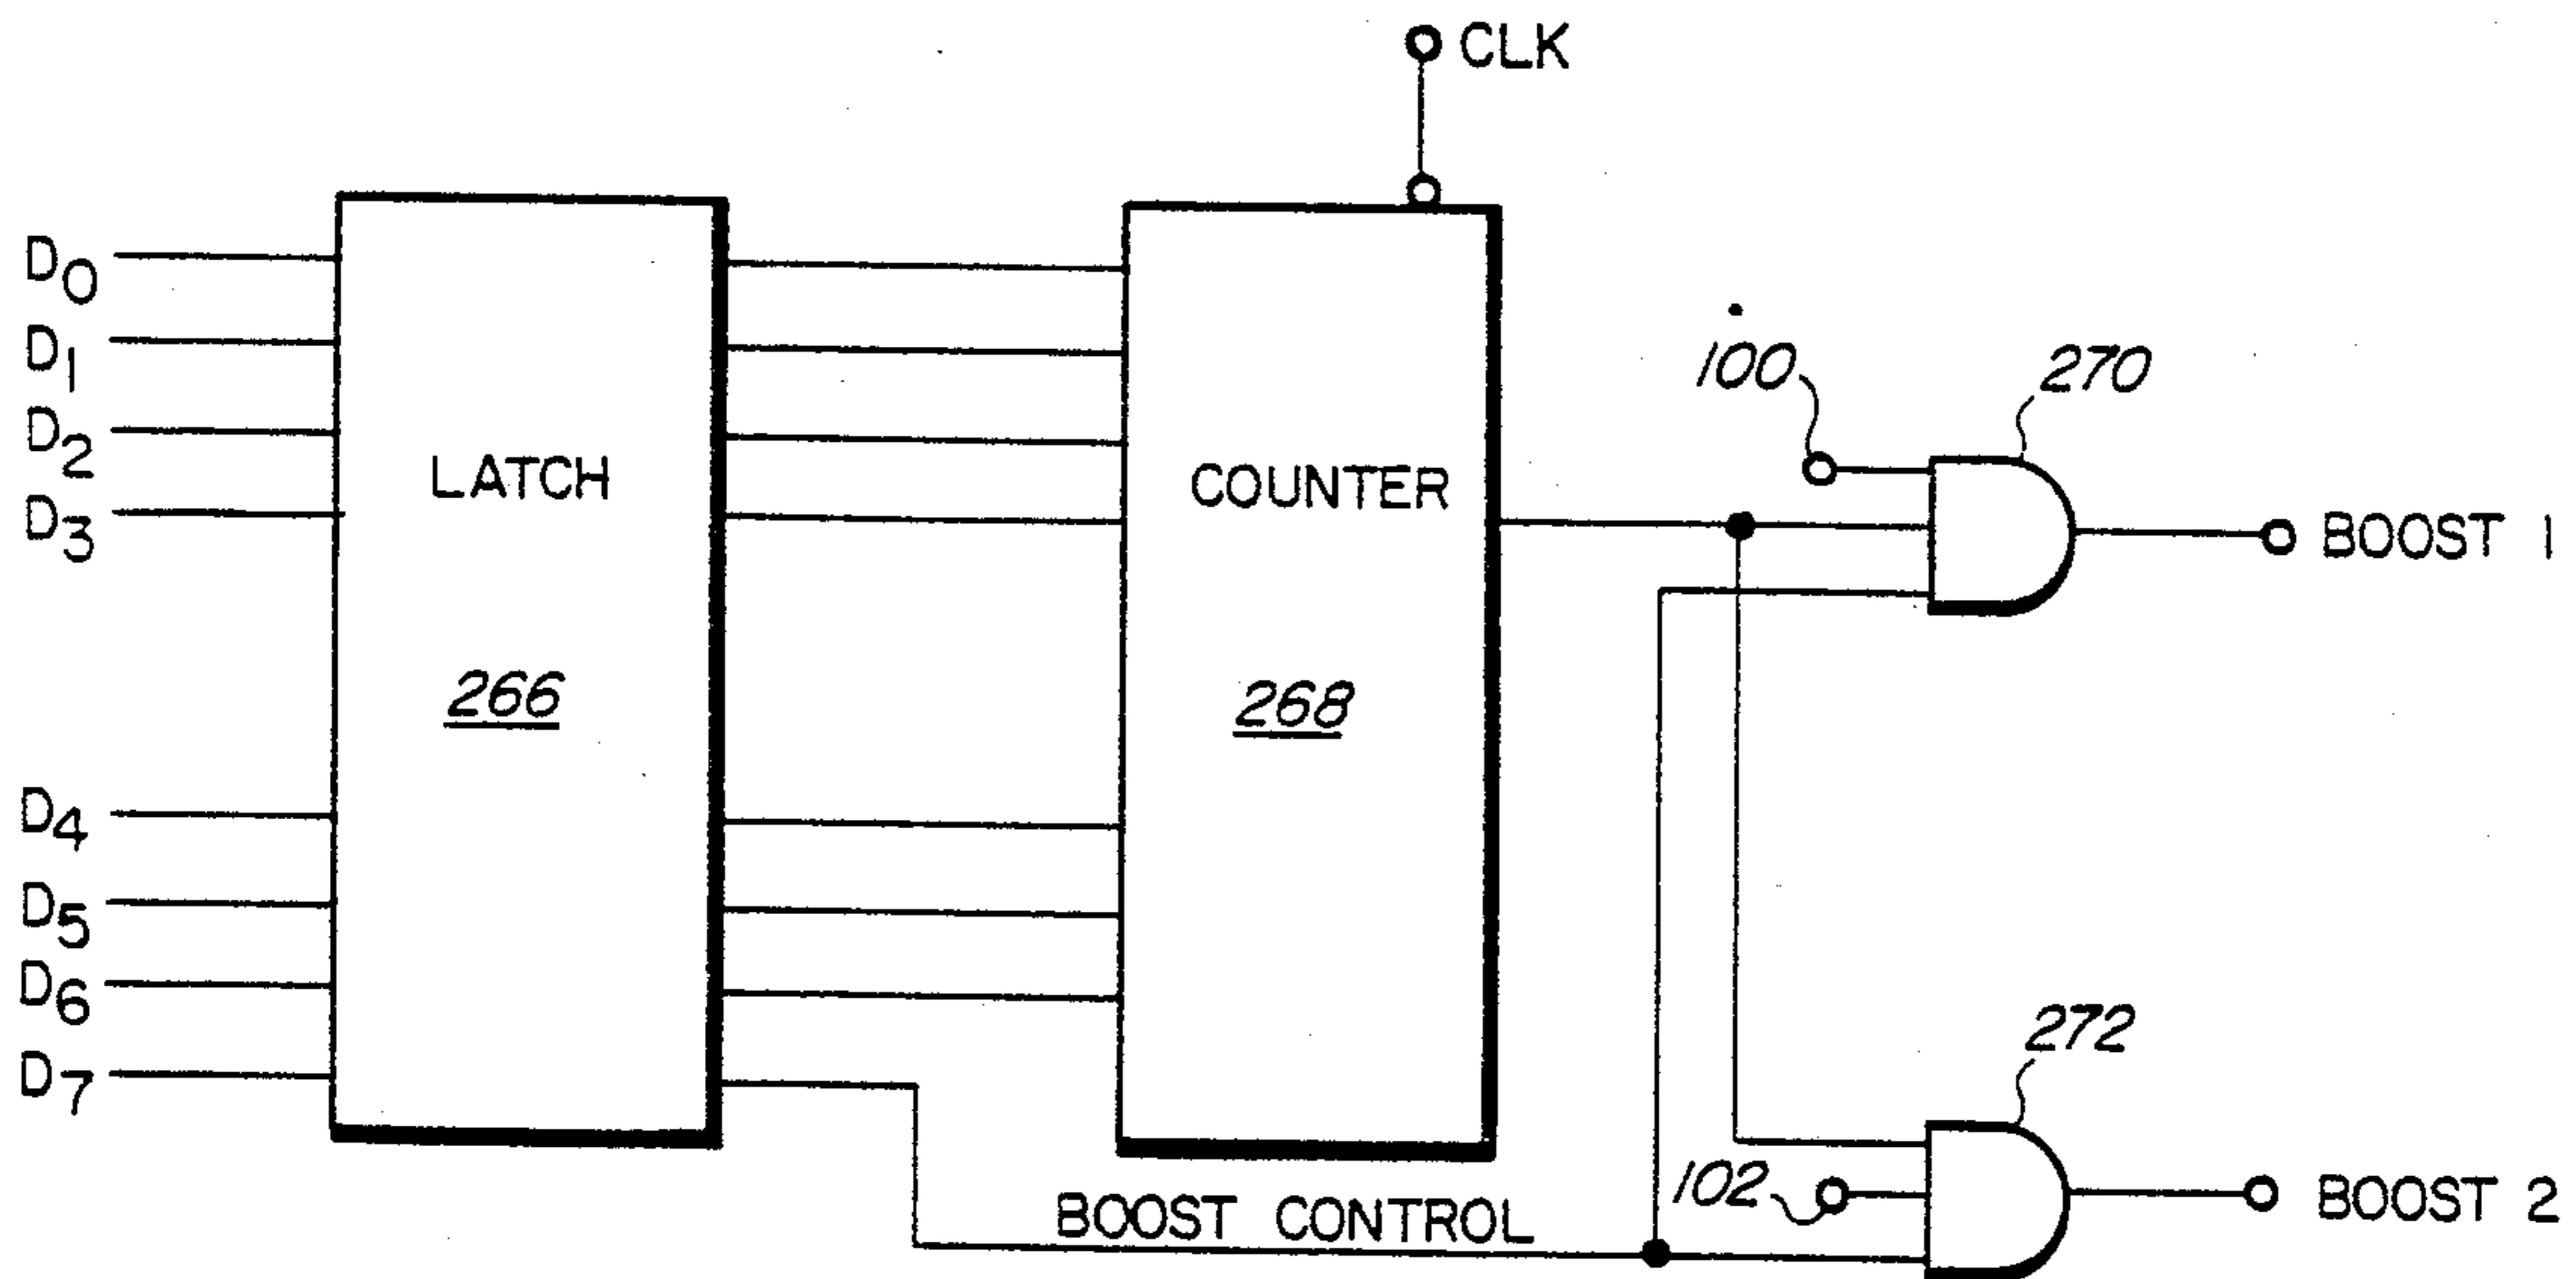 CLK
D0
D1
D2
D3
D4
D5
D6
D7
LATCH
266
COUNTER
268
100
270
BOOST 1
272
102
BOOST 2
BOOST CONTROL